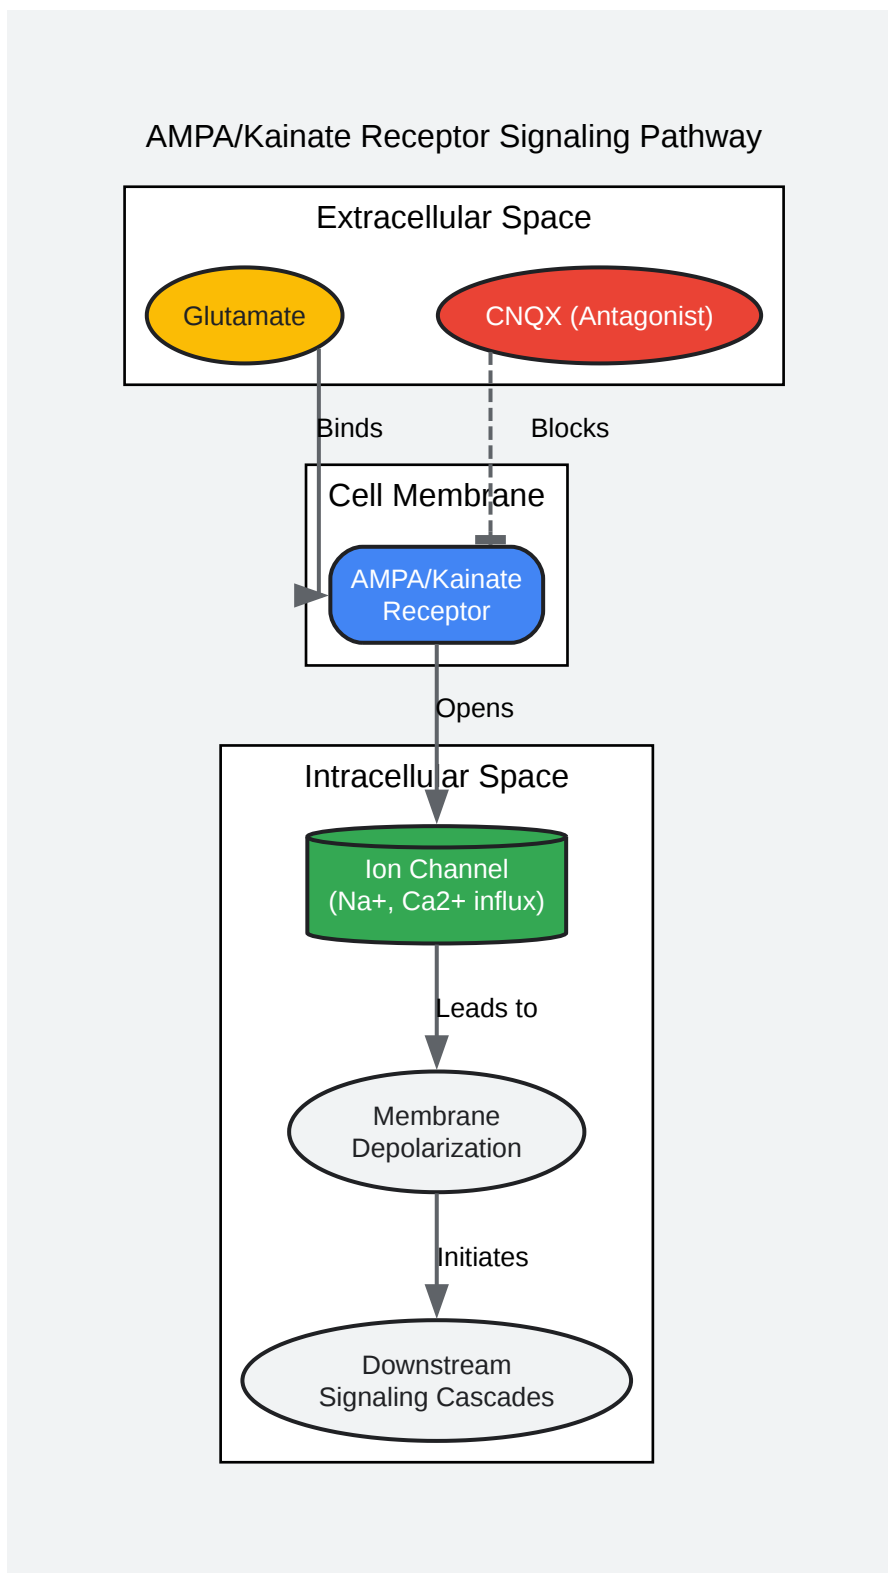 AMPA/Kainate Receptor Signaling Pathway
Extracellular Space
Glutamate
CNQX (Antagonist)
Binds
Blocks
Cell Membrane
AMPA/Kainate
Receptor
Opens
Intracellular Space
Ion Channel
(Na+, Ca2+ influx)
Leads to
Membrane
Depolarization
Initiates
Downstream
Signaling Cascades